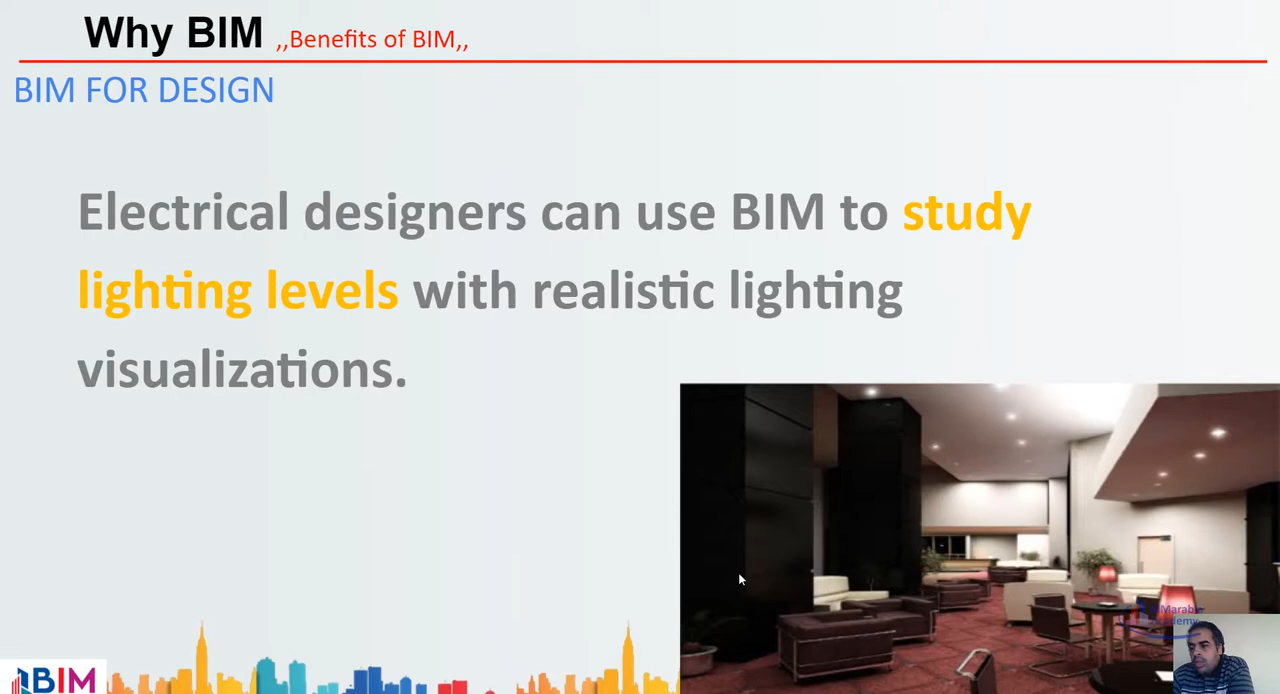 Why BIM ,,Benefits of BIM,,
BIM FOR DESIGN
Electrical designers can use BIM to study
lighting levels with realistic lighting
visualizations.
Academy
BIM